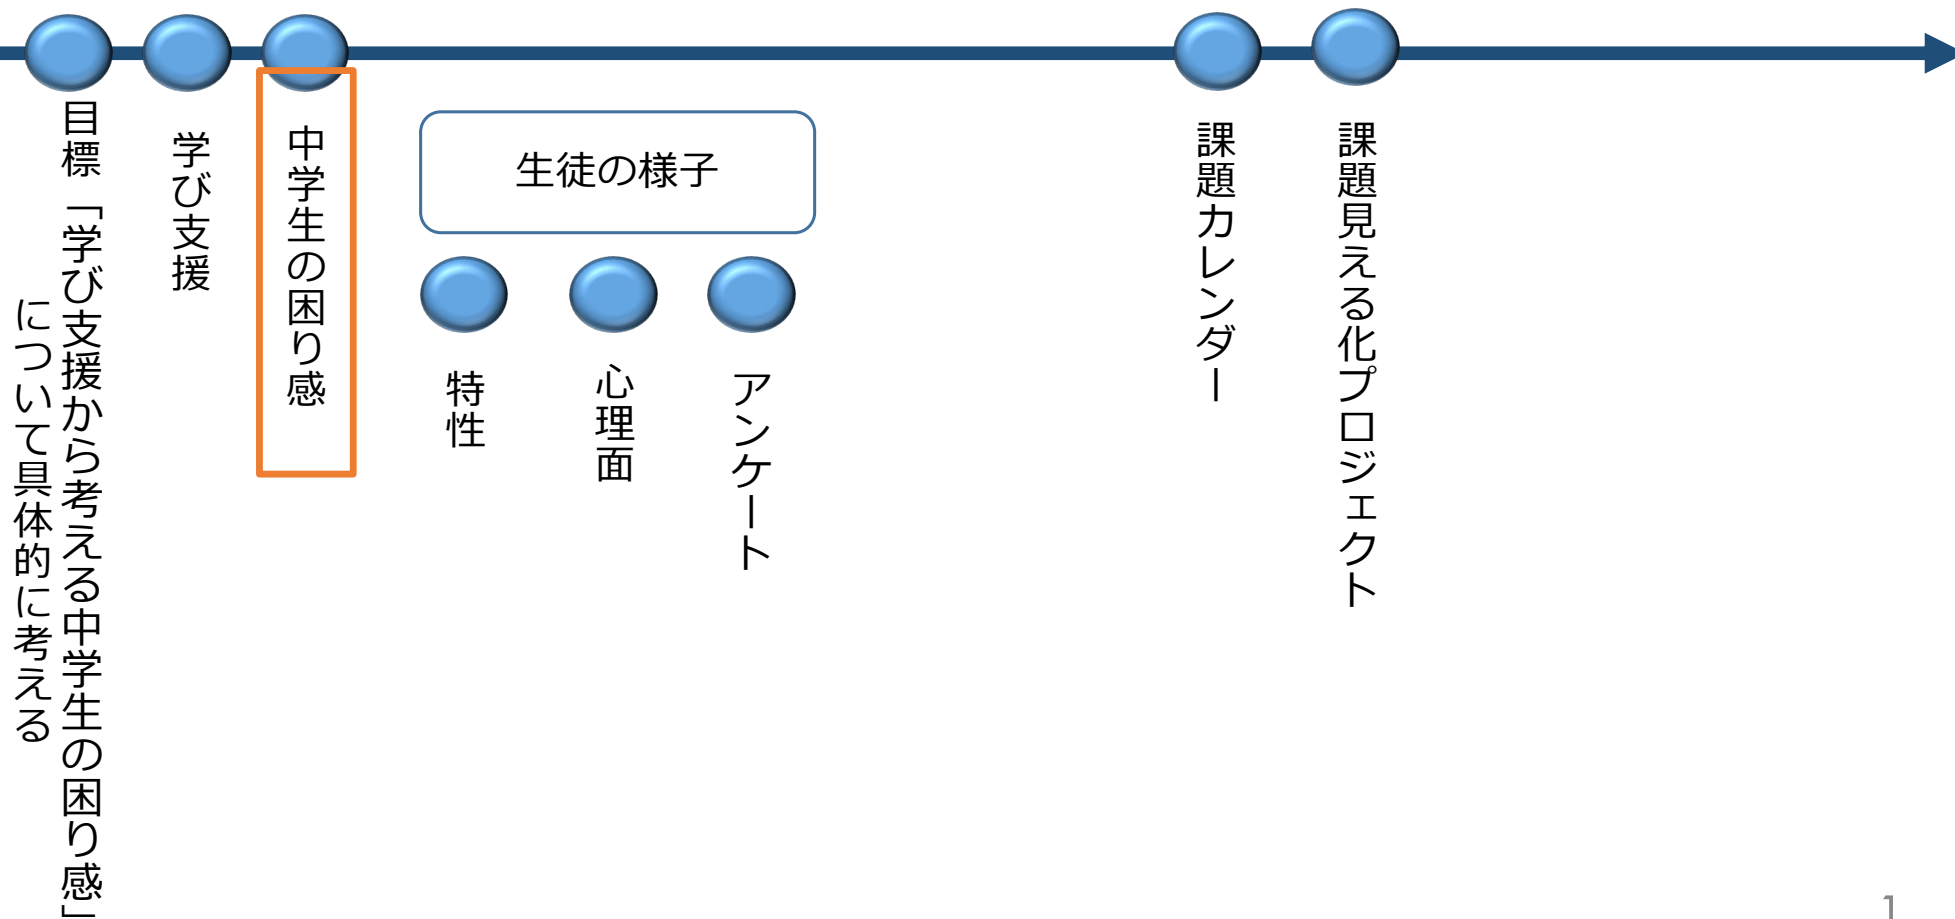 目標「学び支援から考える中学生の困り感」
について具体的に考える
学び支援
中学生の困り感
生徒の様子
特性
心理面
アンケート
課題カレンダー
課題見える化プロジェクト
1